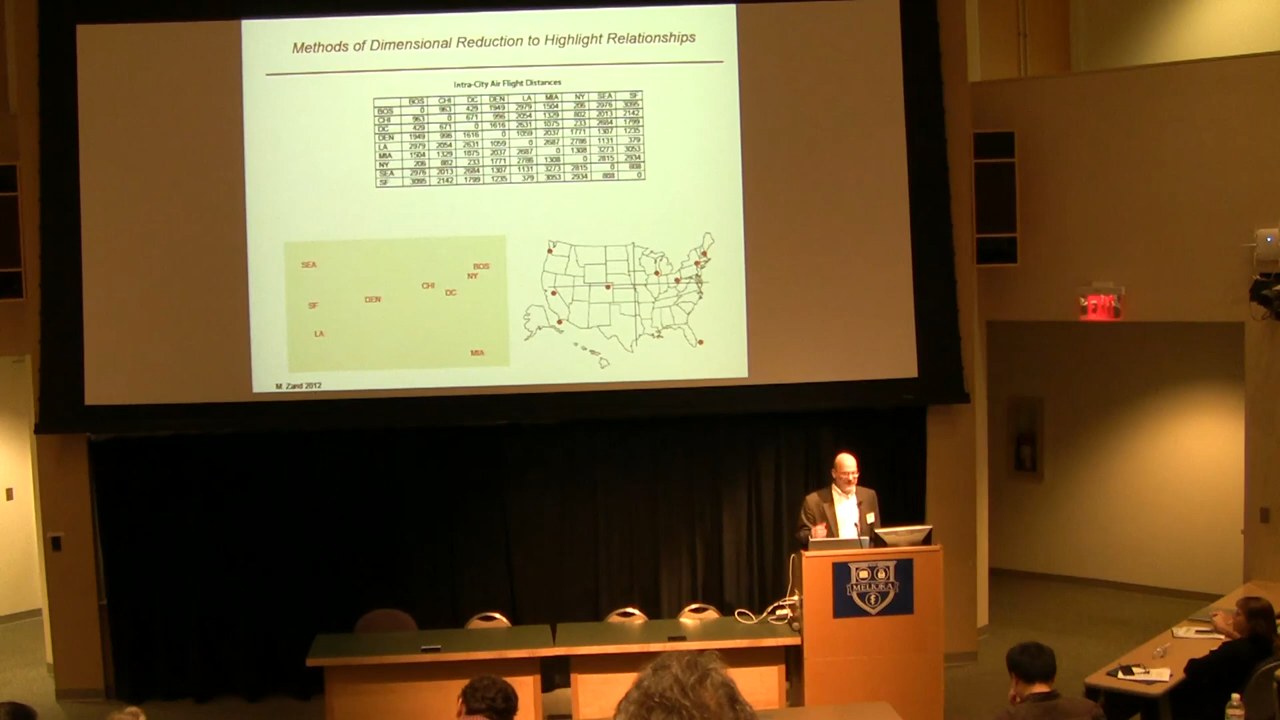 Methods of Dimensional Reduction to Highlight Relationships
Intra-City Air Flight Distances
BOS CHI DC DEN LA MIA NY SEA SF
BOS 0 963 429 1949 2979 1504 206 2976 3095
CHI 963 0 671 996 2054 1329 802 2013 2142
DC 429 671 0 1616 2631 1075 233 2684 1799
DEN 1949 996 1616 0 1059 2037 1771 1307 1235
LA 2979 2054 2631 1059 0 2687 2786 1131 379
MIA 1504 1329 1075 2037 2687 0 1308 3273 3053
NY 206 802 233 1771 2786 1308 0 2815 2934
SEA 2976 2013 2684 1307 1131 3273 2815 0 808
SF 3095 2142 1799 1235 379 3053 2934 808 0
SEA
BOS
NY
CHI
DC
DEN
SF
LA
MIA
M. Zand 2012
MELIORA